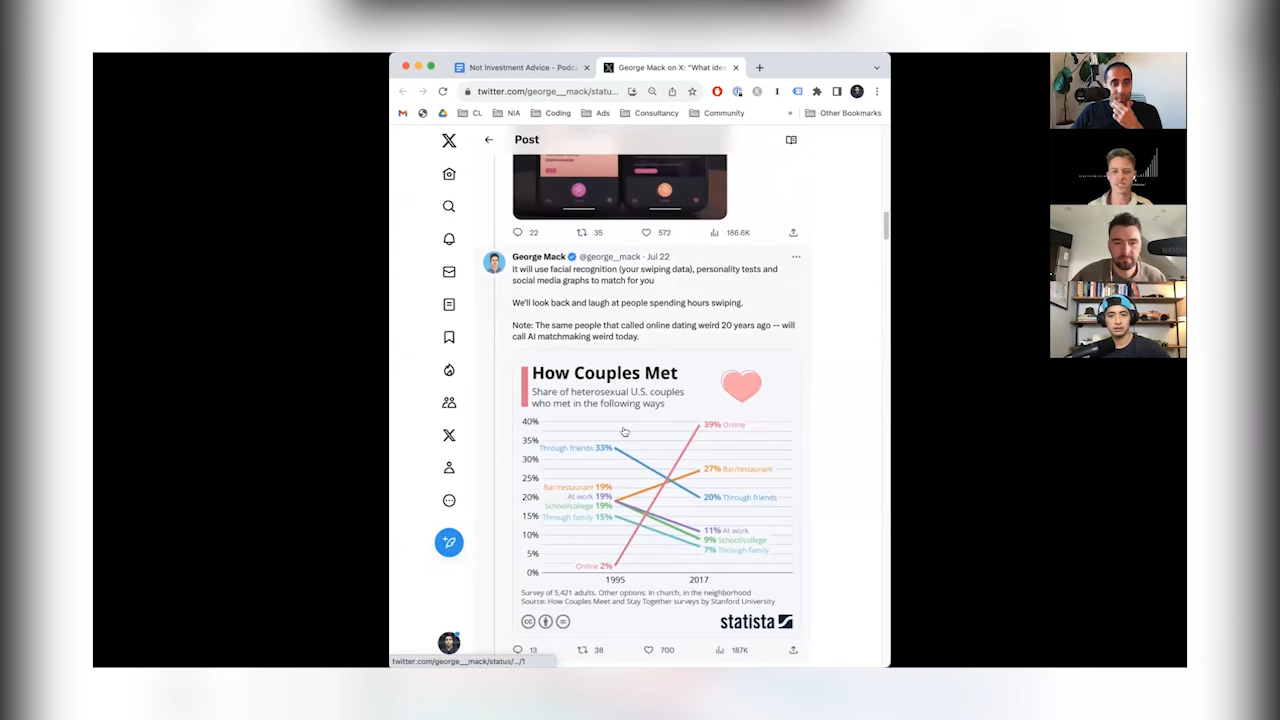 Not Investment Advice - Podc
George Mack on X: "What idea
twitter.com/george__mack/statu...
CL
NIA
Coding
Ads
Consultancy
Community
»
Other Bookmarks
Post
22
35
572
186.6K
George Mack @george__mack · Jul 22
It will use facial recognition (your swiping data), personality tests and
social media graphs to match for you
We'll look back and laugh at people spending hours swiping.
Note: The same people that called online dating weird 20 years ago -- will
call AI matchmaking weird today.
How Couples Met
Share of heterosexual U.S. couples
who met in the following ways
40%
35%
30%
25%
20%
15%
10%
5%
0%
Through friends 33%
Bar/restaurant 19%
At work 19%
School/college 19%
Through family 15%
Online 2%
39% Online
27% Bar/restaurant
20% Through friends
11% At work
9% School/college
7% Through family
1995
2017
Survey of 5,421 adults. Other options: In church, in the neighborhood
Source: How Couples Meet and Stay Together surveys by Stanford University
cc
statista
13
38
700
187K
twitter.com/george__mack/status/.../1